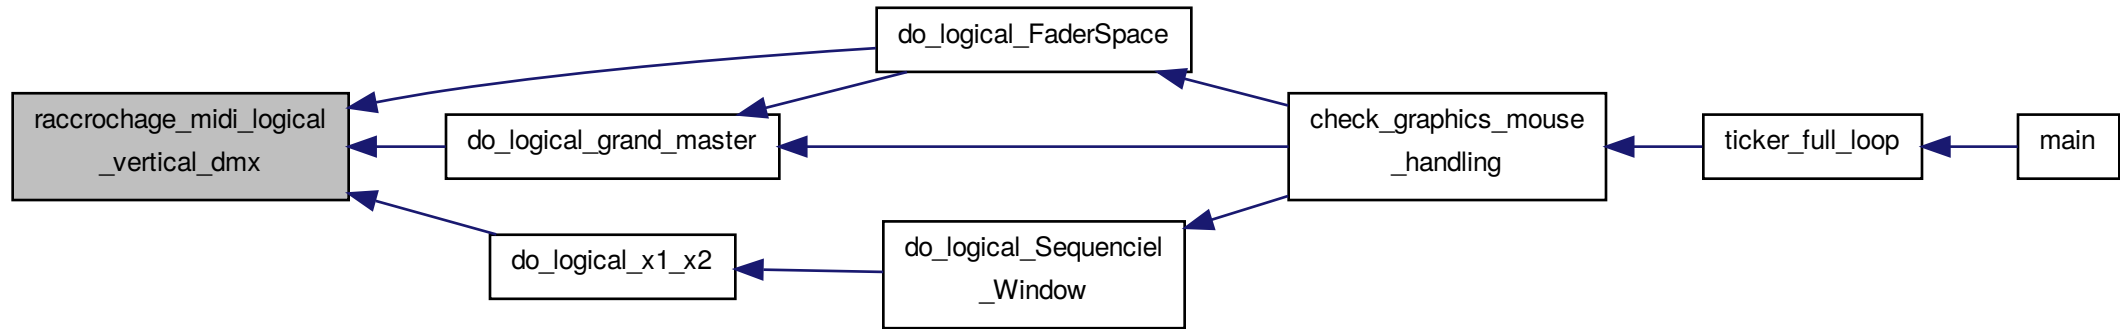 raccrochage_midi_logical
_vertical_dmx
do_logical_FaderSpace
do_logical_grand_master
do_logical_x1_x2
do_logical_Sequenciel
_Window
check_graphics_mouse
_handling
ticker_full_loop
main